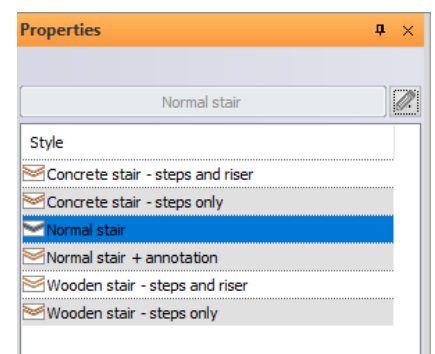 Properties
Normal stair
Style
Concrete stair - steps and riser
Concrete stair - steps only
Normal stair
Normal stair + annotation
Wooden stair - steps and riser
Wooden stair - steps only